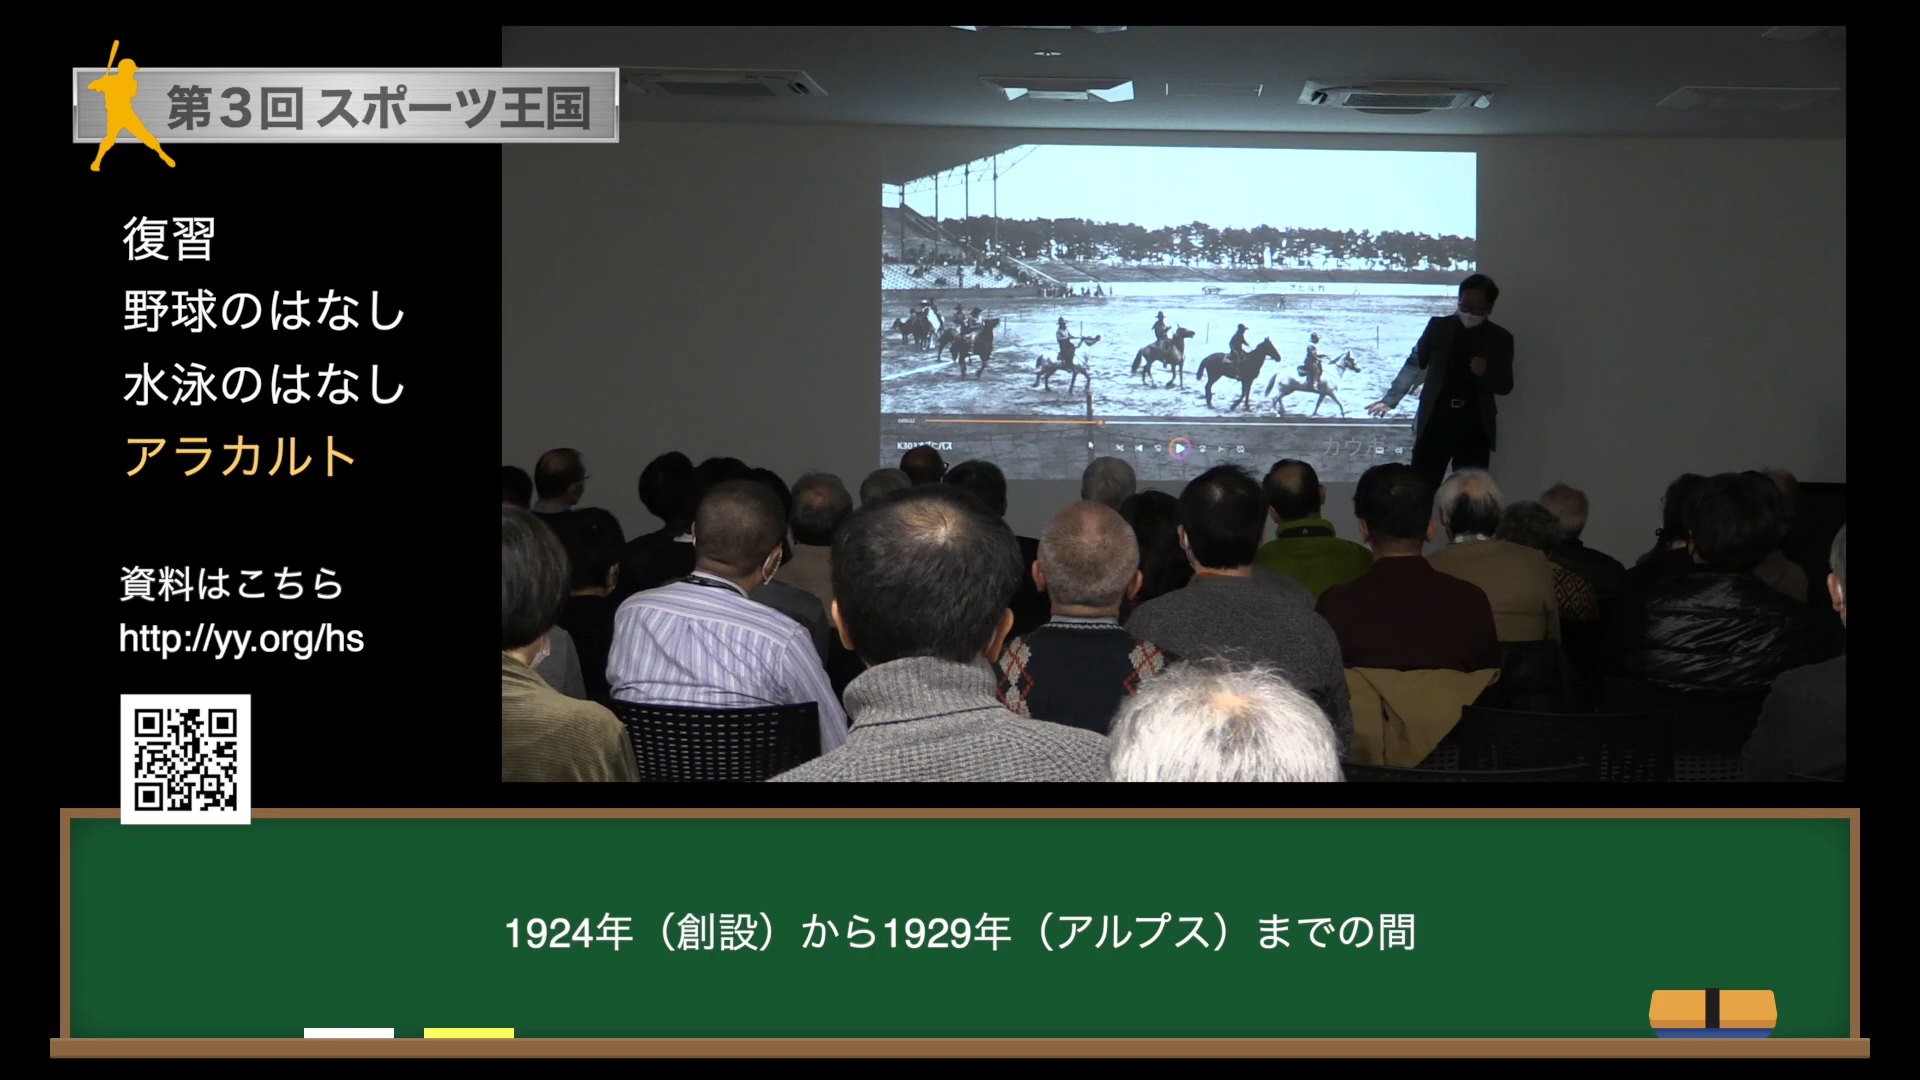 第３回 スポーツ王国
復習
野球のはなし
水泳のはなし
アラカルト
資料はこちら
http://yy.org/hs
1924年（創設）から1929年（アルプス）までの間